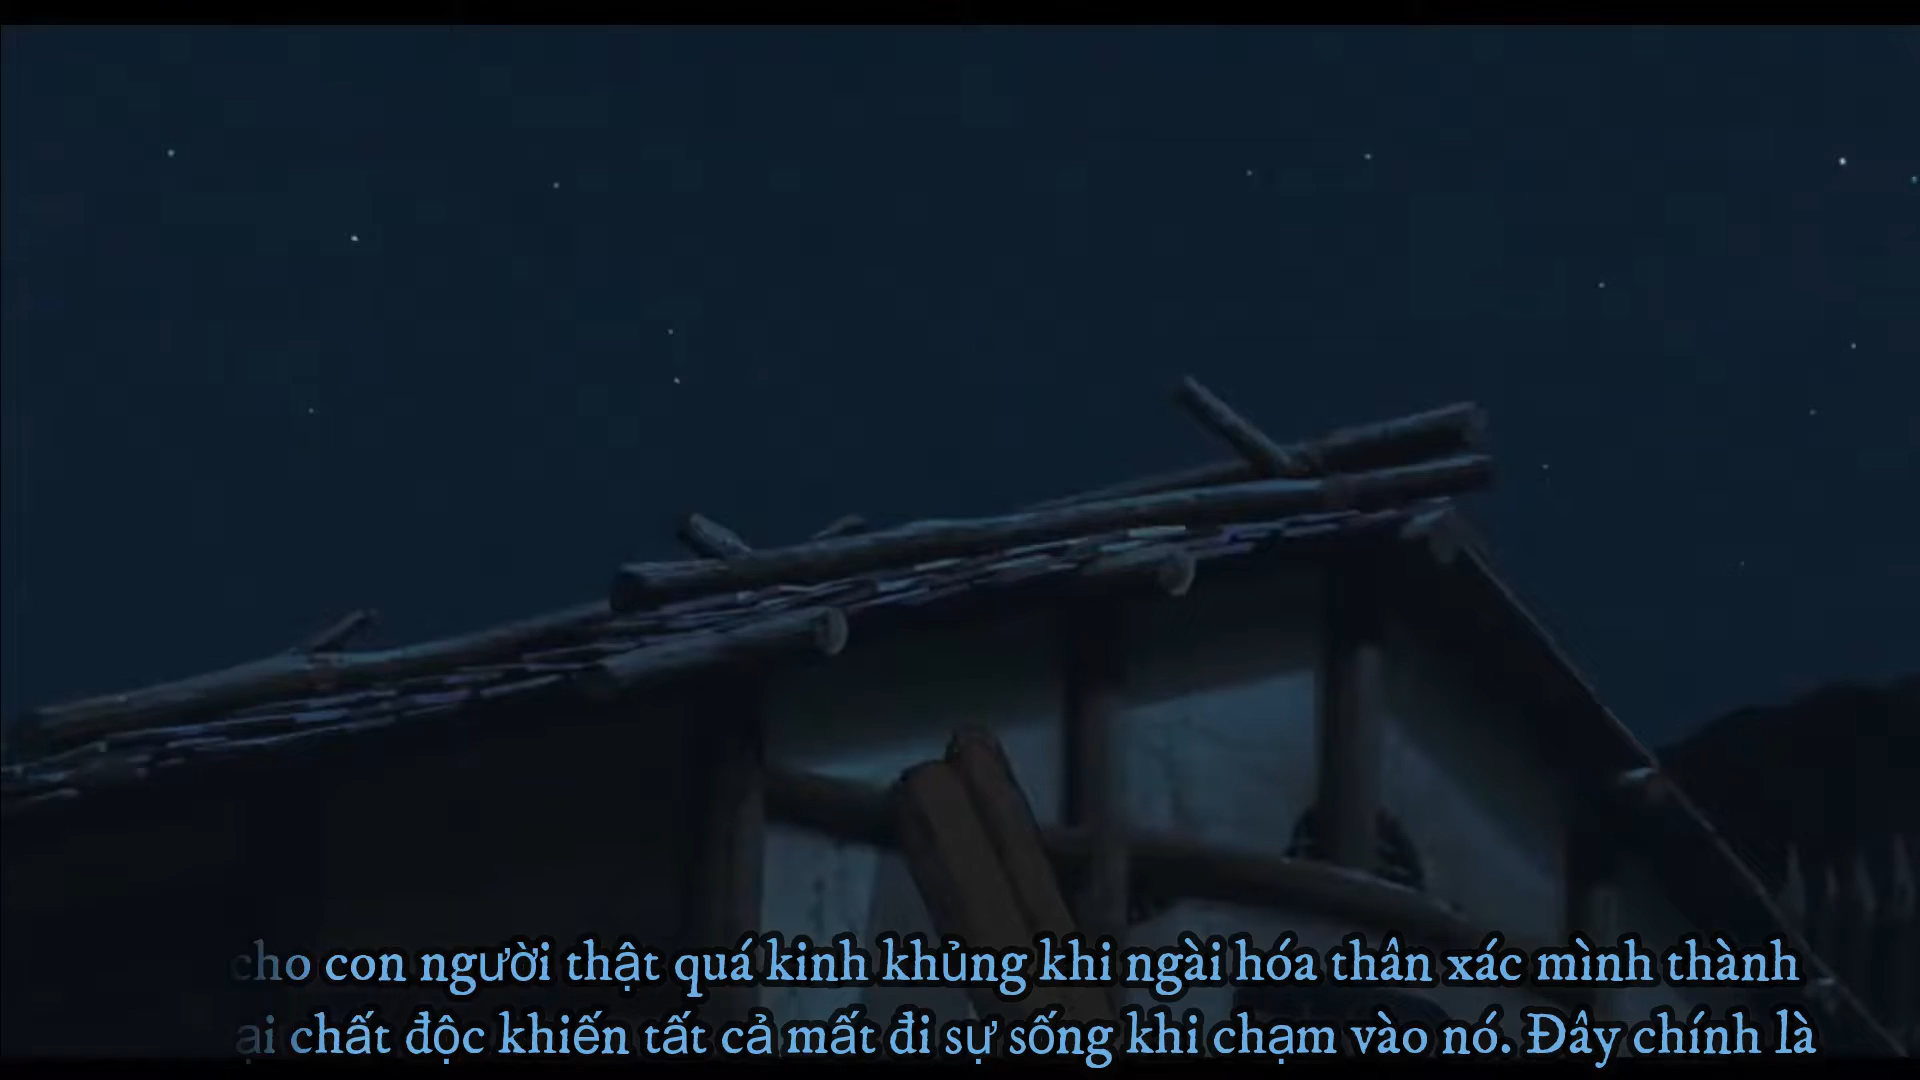 cho con người thật quá kinh khủng khi ngài hóa thân xác mình thành
chất độc khiến tất cả mất đi sự sống khi chạm vào nó. Đây chính là